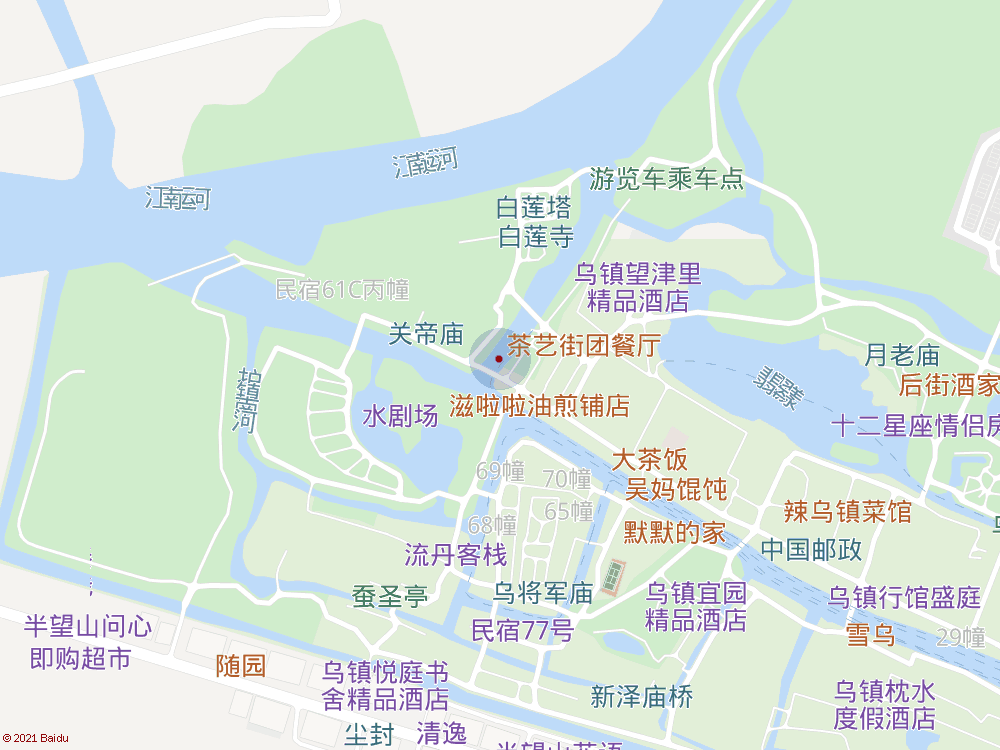 江南运河
江南运河
游览车乘车点
白莲塔
白莲寺
乌镇望津里
精品酒店
民宿61C丙幢
关帝庙
茶艺街团餐厅
月老庙
后街酒家
翡翠漾
护镇南河
水剧场
滋啦啦油煎铺店
十二星座情侣房
大茶饭
69幢
70幢
吴妈馄饨
65幢
68幢
辣乌镇菜馆
默默的家
流丹客栈
中国邮政
蚕圣亭
乌将军庙
乌镇宜园
精品酒店
乌镇行馆盛庭
半望山问心
即购超市
民宿77号
雪乌
29幢
随园
乌镇悦庭书
舍精品酒店
新泽庙桥
乌镇枕水
度假酒店
尘封
清逸
© 2021 Baidu